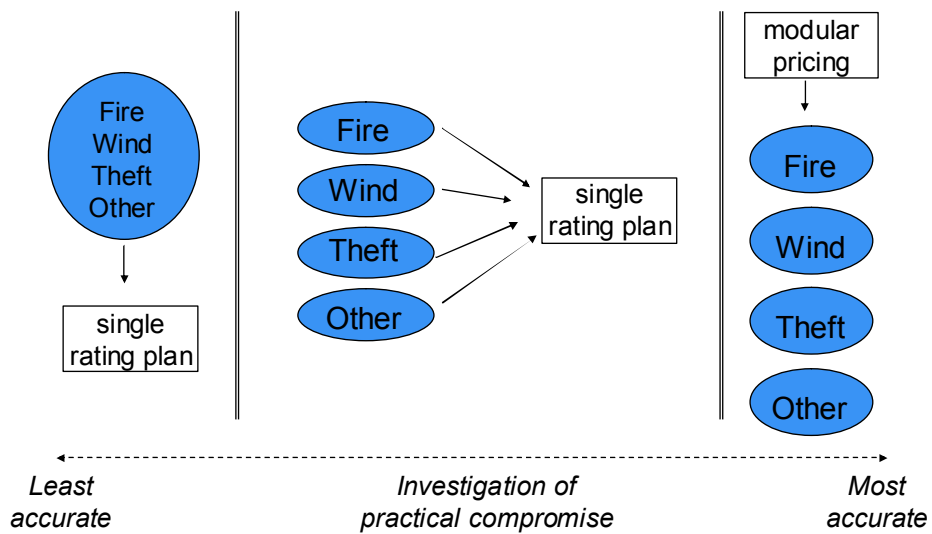 Fire
Wind
Theft
Other
single
rating plan
Fire
Wind
Theft
Other
single
rating plan
modular
pricing
Fire
Wind
Theft
Other
Least
accurate
Investigation of
practical compromise
Most
accurate